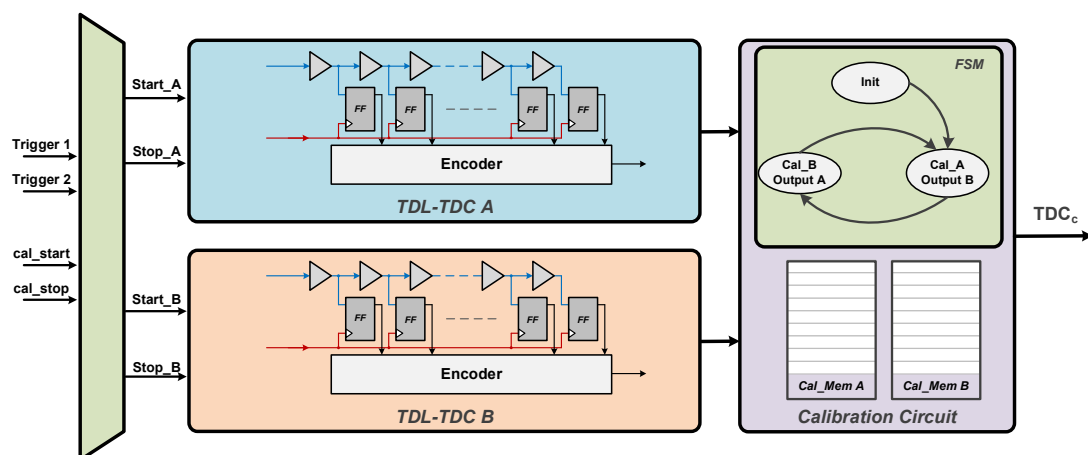 Trigger 1
Trigger 2
cal_start
cal_stop
Start_A
Stop_A
Start_B
Stop_B
FF
FF
FF
FF
Encoder
TDL-TDC A
FF
FF
FF
FF
Encoder
TDL-TDC B
FSM
Init
Cal_B
Output A
Cal_A
Output B
Cal_Mem A
Cal_Mem B
Calibration Circuit
TDCc